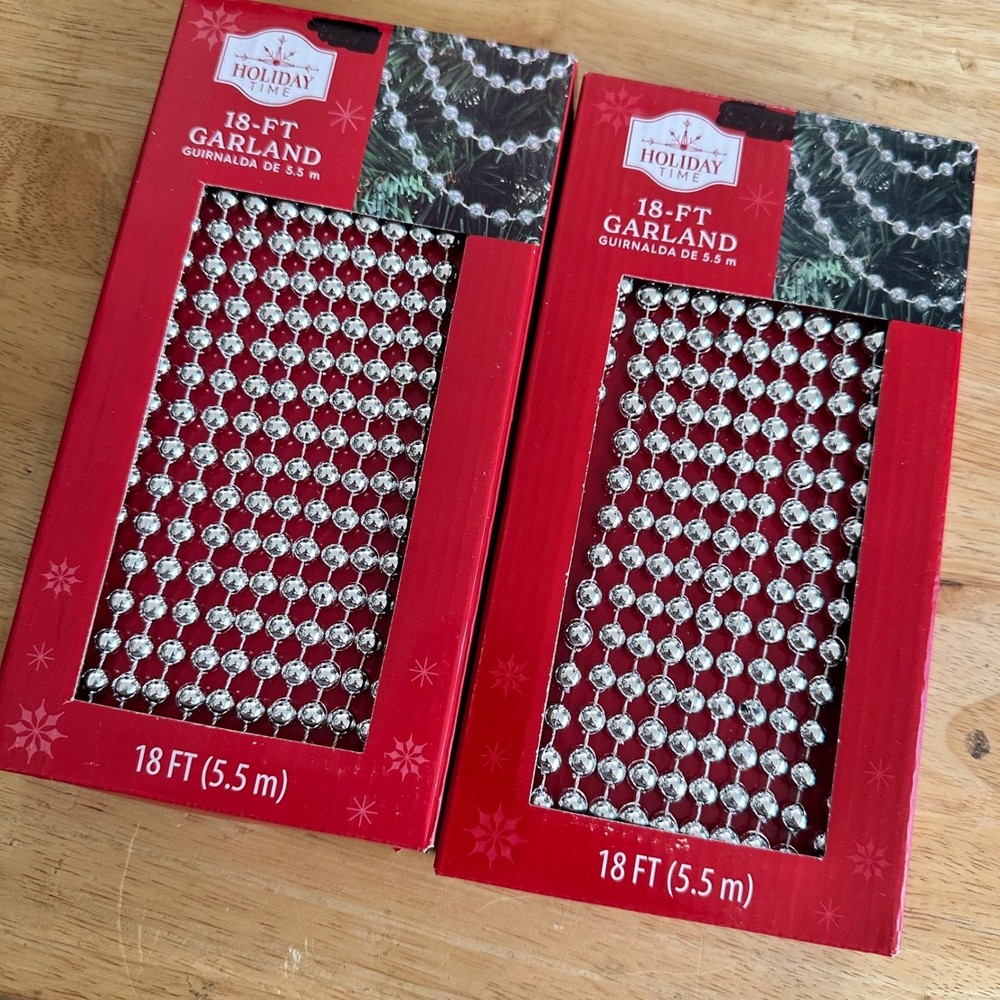 HOLIDAY
TIME
18-FT
GARLAND
GUIRNALDA DE 5.5 m
18 FT (5.5 m)
HOLIDAY
TIME
18-FT
GARLAND
GUIRNALDA DE 5.5 m
18 FT (5.5 m)